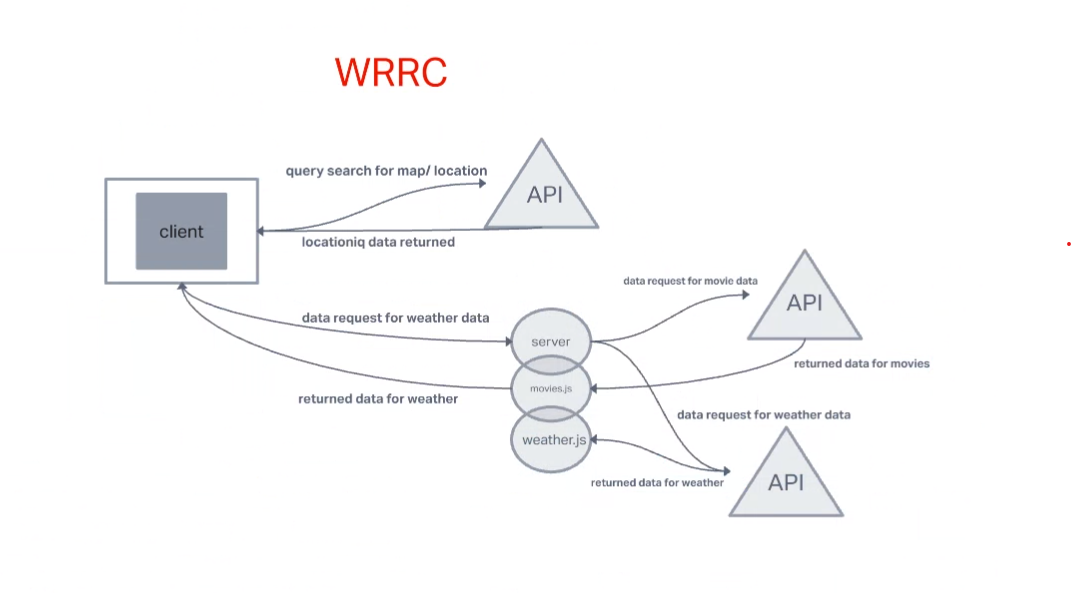 WRRC
query search for map/ location
API
client
locationiq data returned
data request for movie data
API
data request for weather data
server
returned data for movies
movies.js
returned data for weather
data request for weather data
weather.js
returned data for weather
API